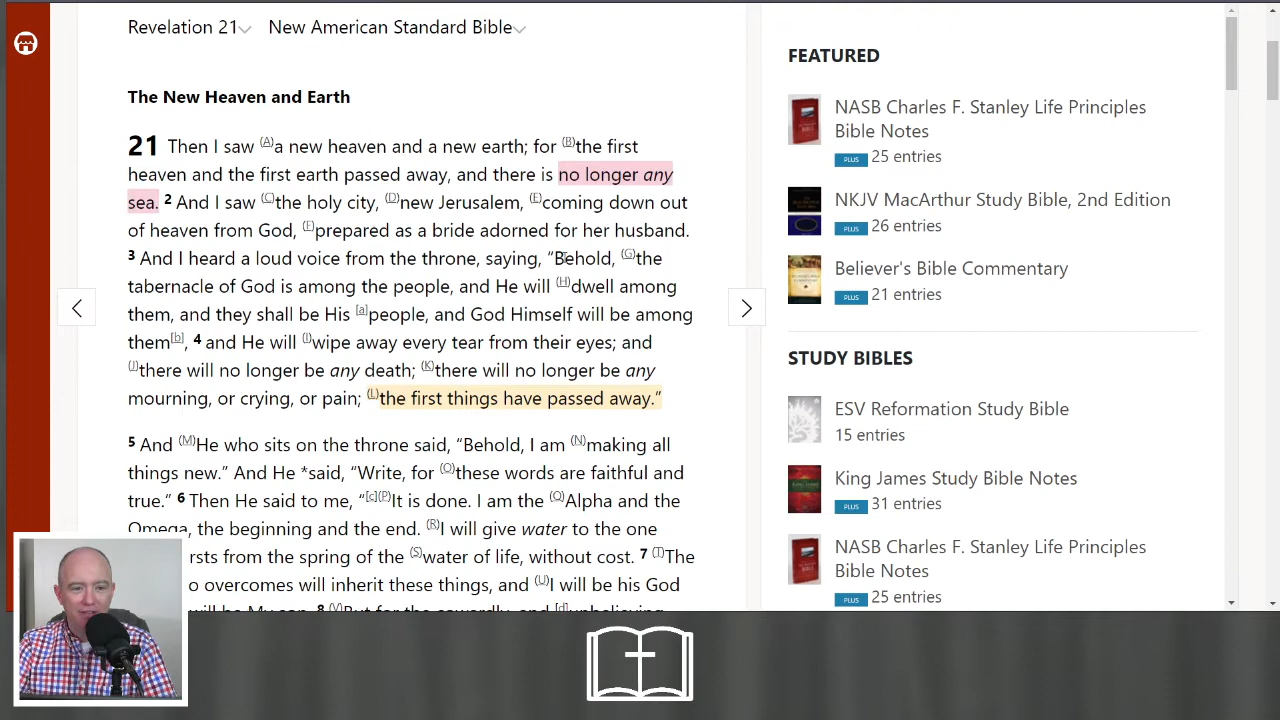 Revelation 21 New American Standard Bible
The New Heaven and Earth
21 Then I saw (A)a new heaven and a new earth; for (B)the first
heaven and the first earth passed away, and there is no longer any
sea. 2 And I saw (C)the holy city, (D)new Jerusalem, (E)coming down out
of heaven from God, (F)prepared as a bride adorned for her husband.
3 And I heard a loud voice from the throne, saying, “Behold, (G)the
tabernacle of God is among the people, and He will (H)dwell among
them, and they shall be His [a]people, and God Himself will be among
them[b], 4 and He will (I)wipe away every tear from their eyes; and
(J)there will no longer be any death; (K)there will no longer be any
mourning, or crying, or pain; (L)the first things have passed away.”
5 And (M)He who sits on the throne said, “Behold, I am (N)making all
things new.” And He *said, “Write, for (O)these words are faithful and
true.” 6 Then He said to me, “[c](P)It is done. I am the (Q)Alpha and the
Omega, the beginning and the end. (R)I will give water to the one
rsts from the spring of the (S)water of life, without cost. 7 (T)The
o overcomes will inherit these things, and (U)I will be his God
will be My son. 8 (V)But for the cowardly, and [d]unbelieving,
FEATURED
NASB Charles F. Stanley Life Principles
Bible Notes
PLUS 25 entries
NKJV MacArthur Study Bible, 2nd Edition
PLUS 26 entries
Believer's Bible Commentary
PLUS 21 entries
STUDY BIBLES
ESV Reformation Study Bible
15 entries
King James Study Bible Notes
PLUS 31 entries
NASB Charles F. Stanley Life Principles
Bible Notes
PLUS 25 entries